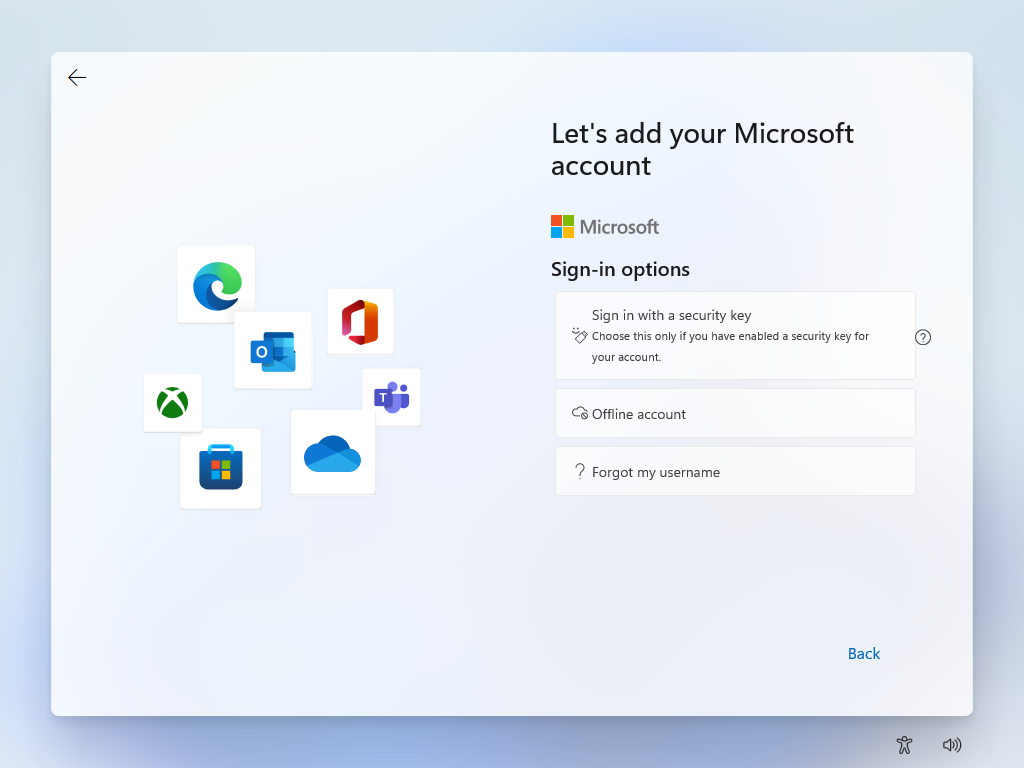 Let's add your Microsoft
account
Microsoft
Sign-in options
Sign in with a security key
Choose this only if you have enabled a security key for
your account.
Offline account
Forgot my username
Back